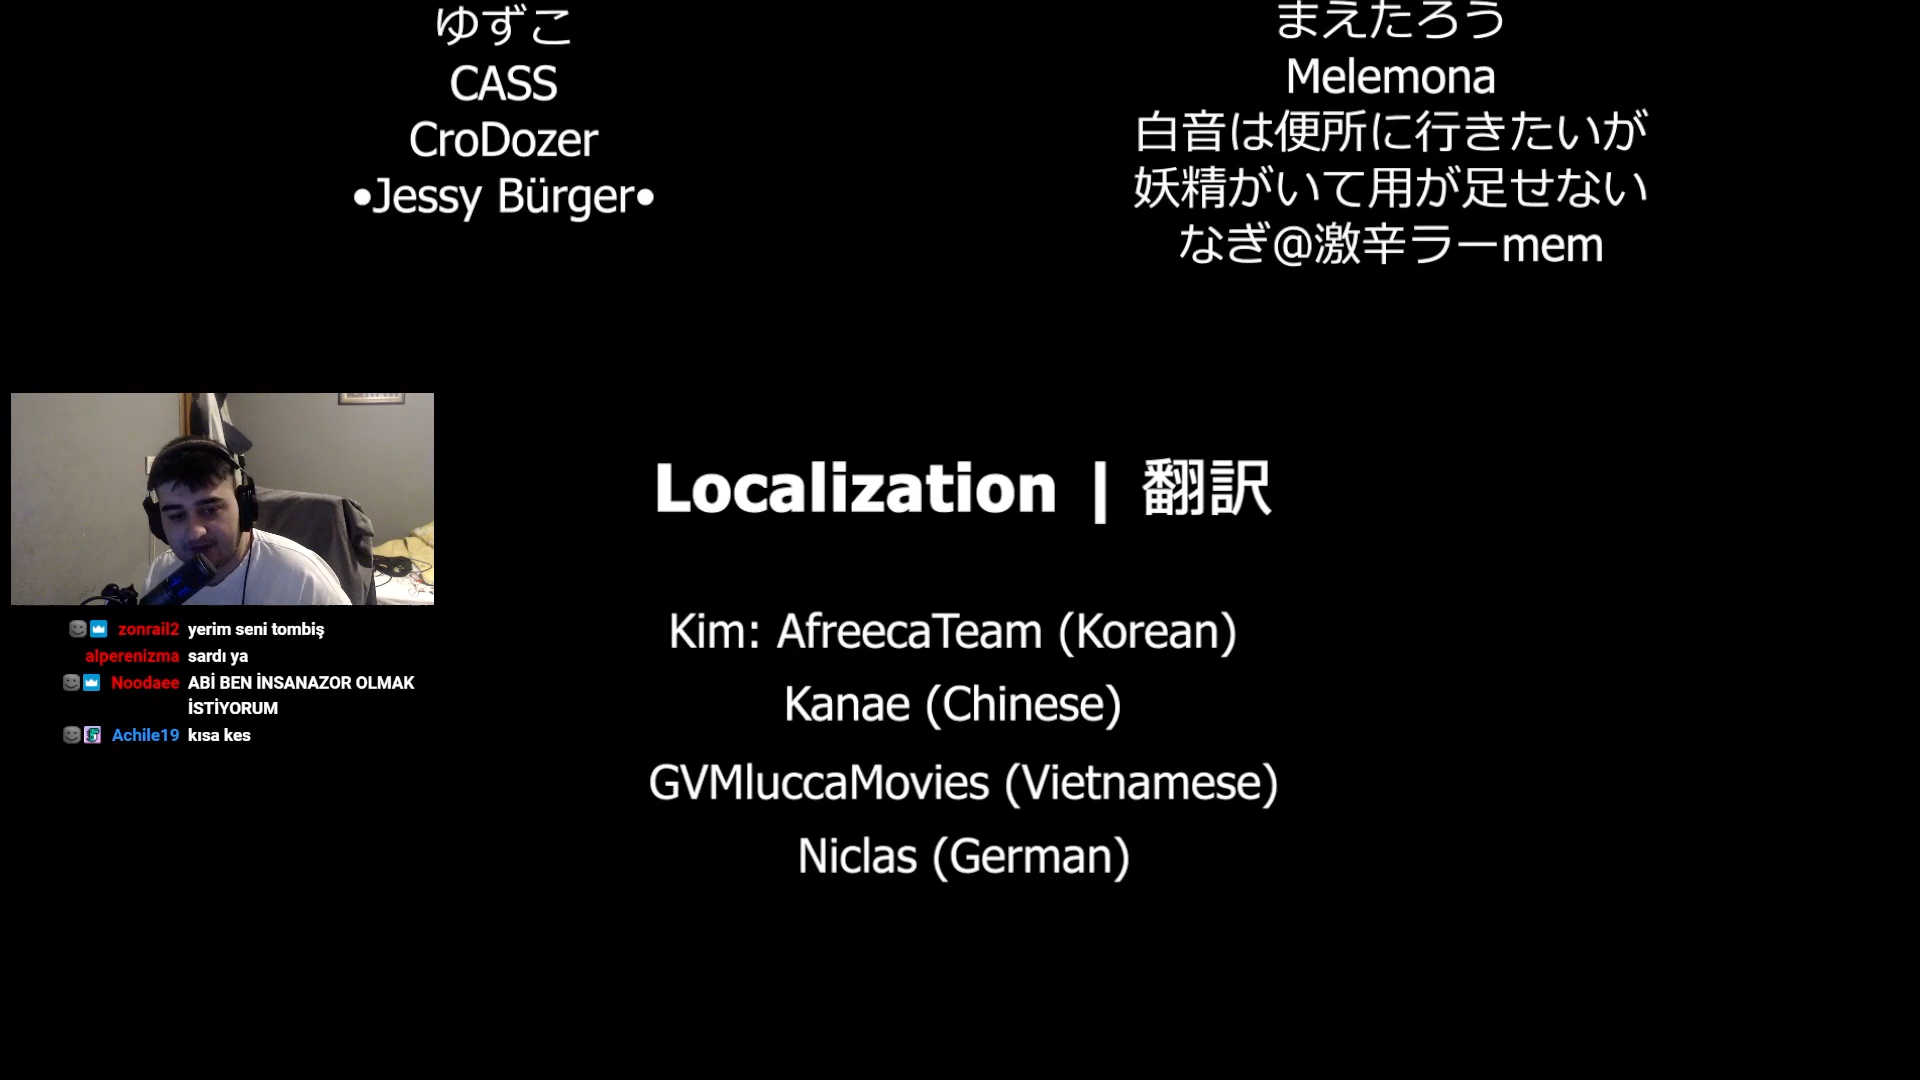 ゆずこ
CASS
CroDozer
•Jessy Bürger•
まえたろう
Melemona
白音は便所に行きたいが
妖精がいて用が足せない
なぎ@激辛ラーmem
Localization | 翻訳
Kim: AfreecaTeam (Korean)
Kanae (Chinese)
GVMluccaMovies (Vietnamese)
Niclas (German)
zonrail2 yerim seni tombiş
alperenizma sardı ya
Noodaee ABİ BEN İNSANAZOR OLMAK
İSTİYORUM
Achile19 kısa kes